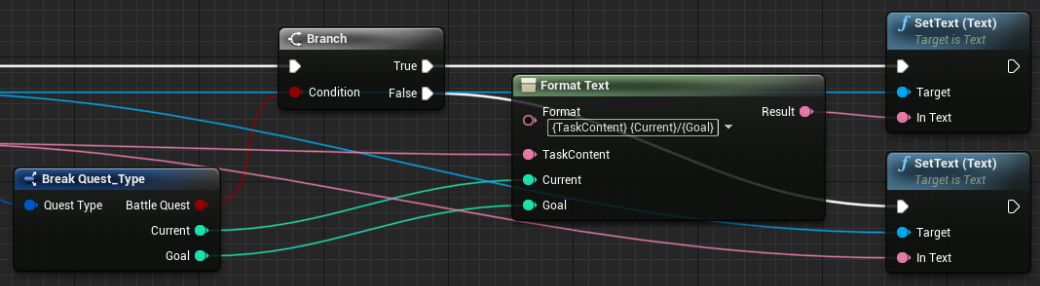 Branch
True
Condition
False
Break Quest_Type
Quest Type
Battle Quest
Current
Goal
Format Text
Format
{TaskContent} {Current}/{Goal}
Result
TaskContent
Current
Goal
SetText (Text)
Target is Text
Target
In Text
SetText (Text)
Target is Text
Target
In Text